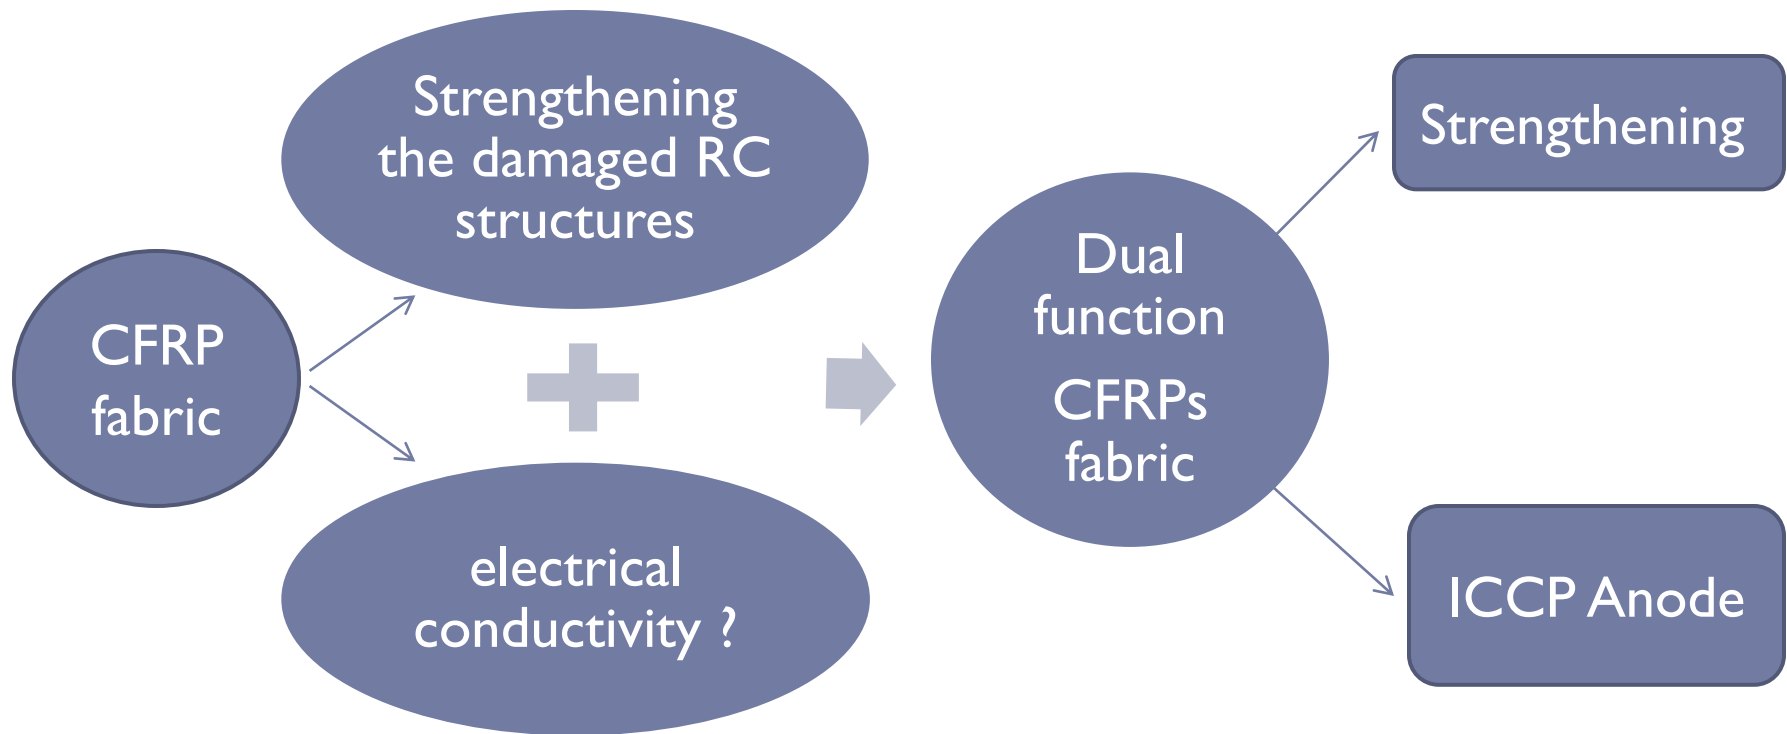 CFRP
fabric
Strengthening
the damaged RC
structures
electrical
conductivity ?
Dual
function
CFRPs
fabric
Strengthening
ICCP Anode